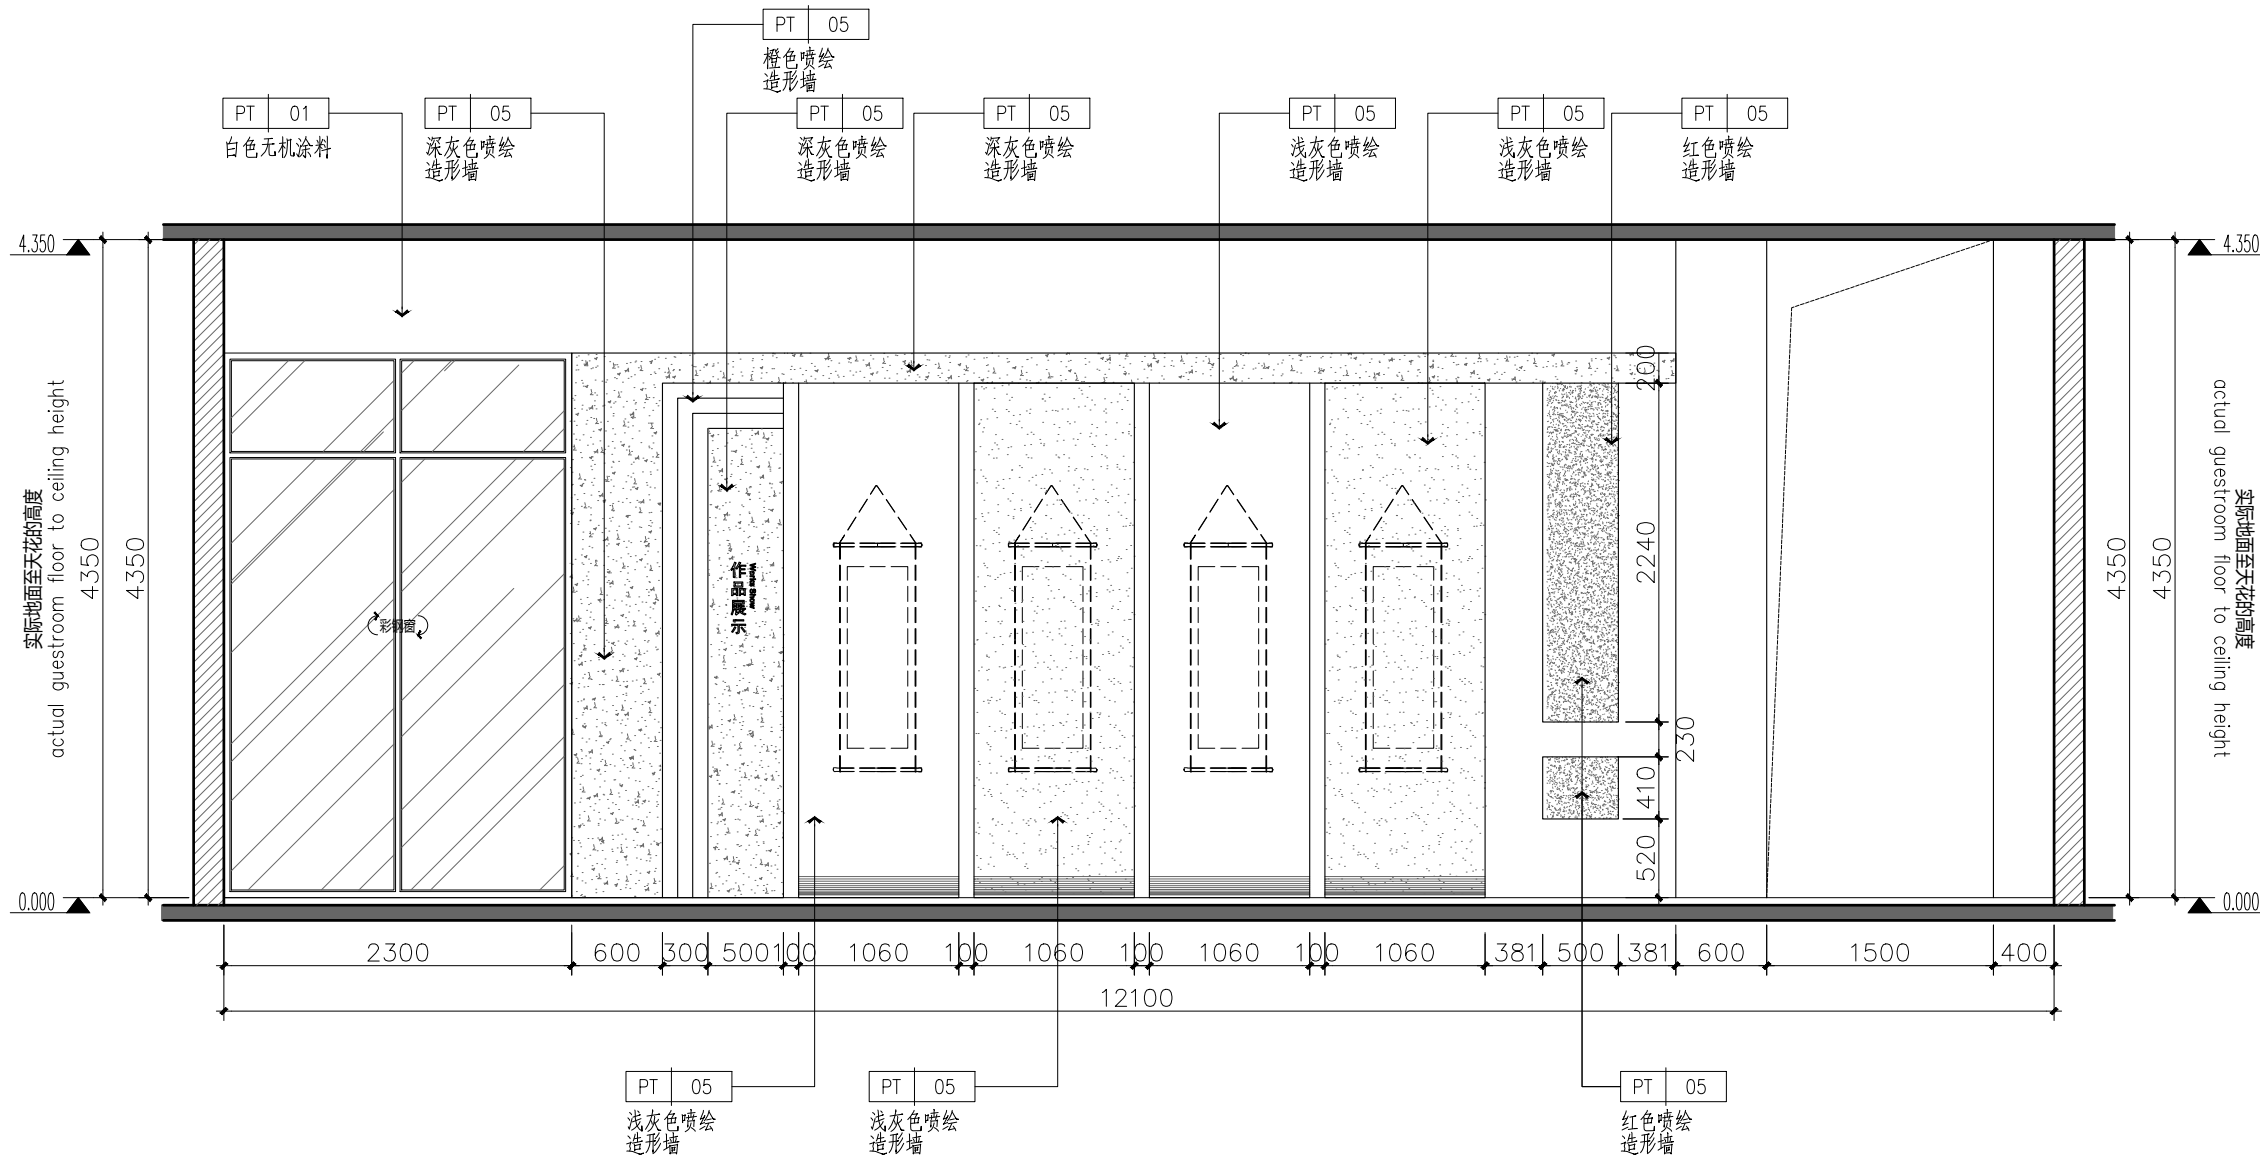 PT 05
橙色喷绘
造形墙
PT 01
白色无机涂料
PT 05
深灰色喷绘
造形墙
PT 05
深灰色喷绘
造形墙
PT 05
深灰色喷绘
造形墙
PT 05
浅灰色喷绘
造形墙
PT 05
浅灰色喷绘
造形墙
PT 05
红色喷绘
造形墙
4.350
4.350
实际地面至天花的高度
actual guestroom floor to ceiling height
4350
4350
彩钢窗
作品展示
Works Show
200
2240
230
410
520
4350
4350
actual guestroom floor to ceiling height
实际地面至天花的高度
0.000
0.000
2300 600 300 500 100 1060 100 1060 100 1060 100 1060 381 500 381 600 1500 400
12100
PT 05
浅灰色喷绘
造形墙
PT 05
浅灰色喷绘
造形墙
PT 05
红色喷绘
造形墙